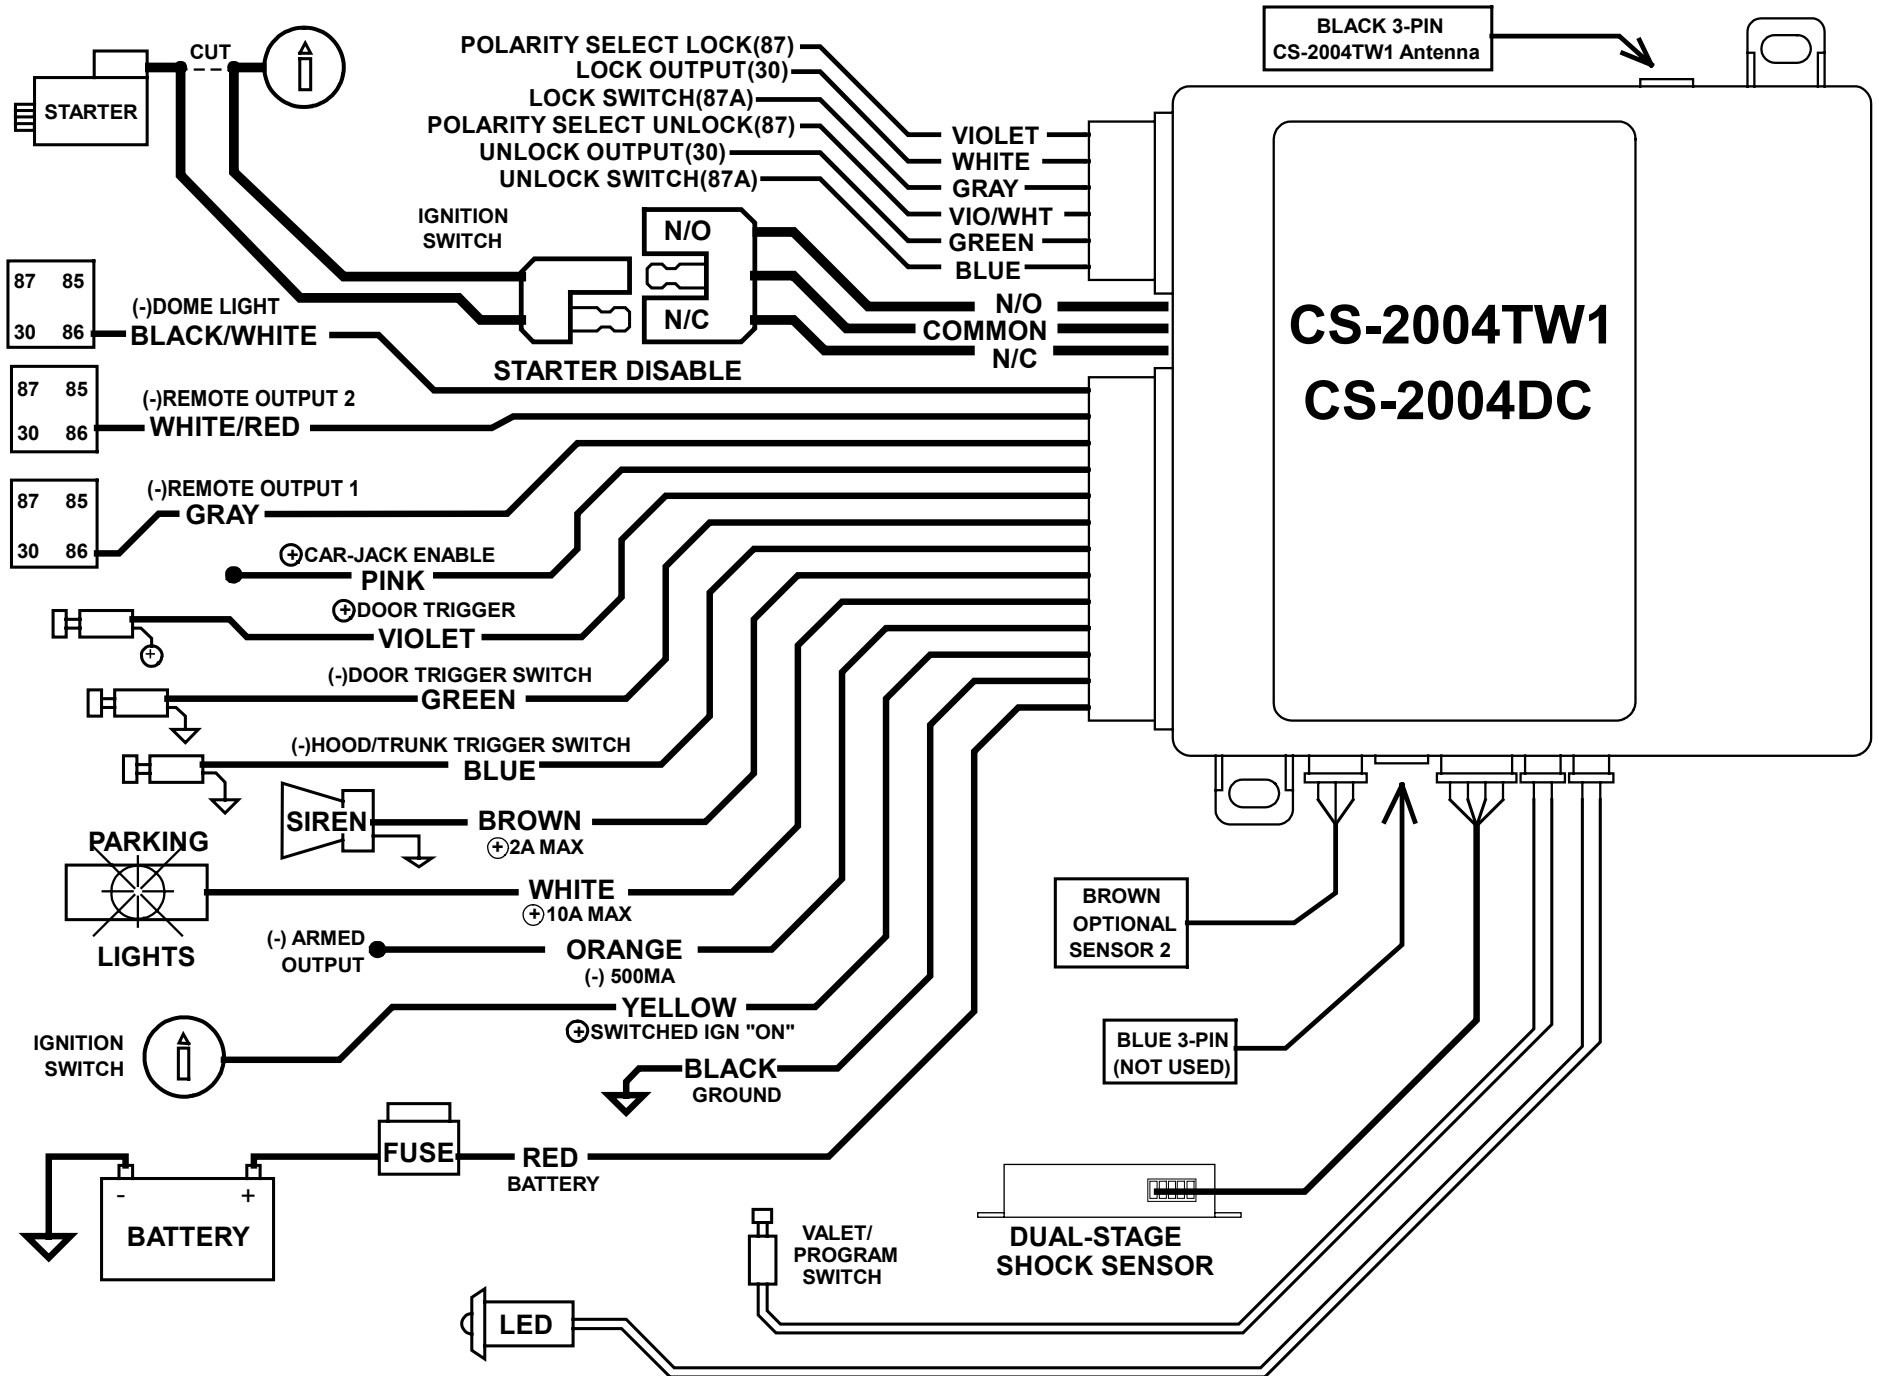 BLACK 3-PIN
CS-2004TW1 Antenna
CUT
STARTER
POLARITY SELECT LOCK(87)
LOCK OUTPUT(30)
LOCK SWITCH(87A)
POLARITY SELECT UNLOCK(87)
UNLOCK OUTPUT(30)
UNLOCK SWITCH(87A)
VIOLET
WHITE
GRAY
VIO/WHT
GREEN
BLUE
IGNITION
SWITCH
N/O
N/C
STARTER DISABLE
N/O
COMMON
N/C
CS-2004TW1
CS-2004DC
87 85
30 86
(-)DOME LIGHT
BLACK/WHITE
87 85
30 86
(-)REMOTE OUTPUT 2
WHITE/RED
87 85
30 86
(-)REMOTE OUTPUT 1
GRAY
+CAR-JACK ENABLE
PINK
+DOOR TRIGGER
VIOLET
+
(-)DOOR TRIGGER SWITCH
GREEN
(-)HOOD/TRUNK TRIGGER SWITCH
BLUE
SIREN
BROWN
+2A MAX
PARKING
LIGHTS
WHITE
+10A MAX
(-) ARMED
OUTPUT
ORANGE
(-) 500MA
YELLOW
+SWITCHED IGN "ON"
IGNITION
SWITCH
BLACK
GROUND
FUSE
RED
BATTERY
- +
BATTERY
BROWN
OPTIONAL
SENSOR 2
BLUE 3-PIN
(NOT USED)
DUAL-STAGE
SHOCK SENSOR
VALET/
PROGRAM
SWITCH
LED